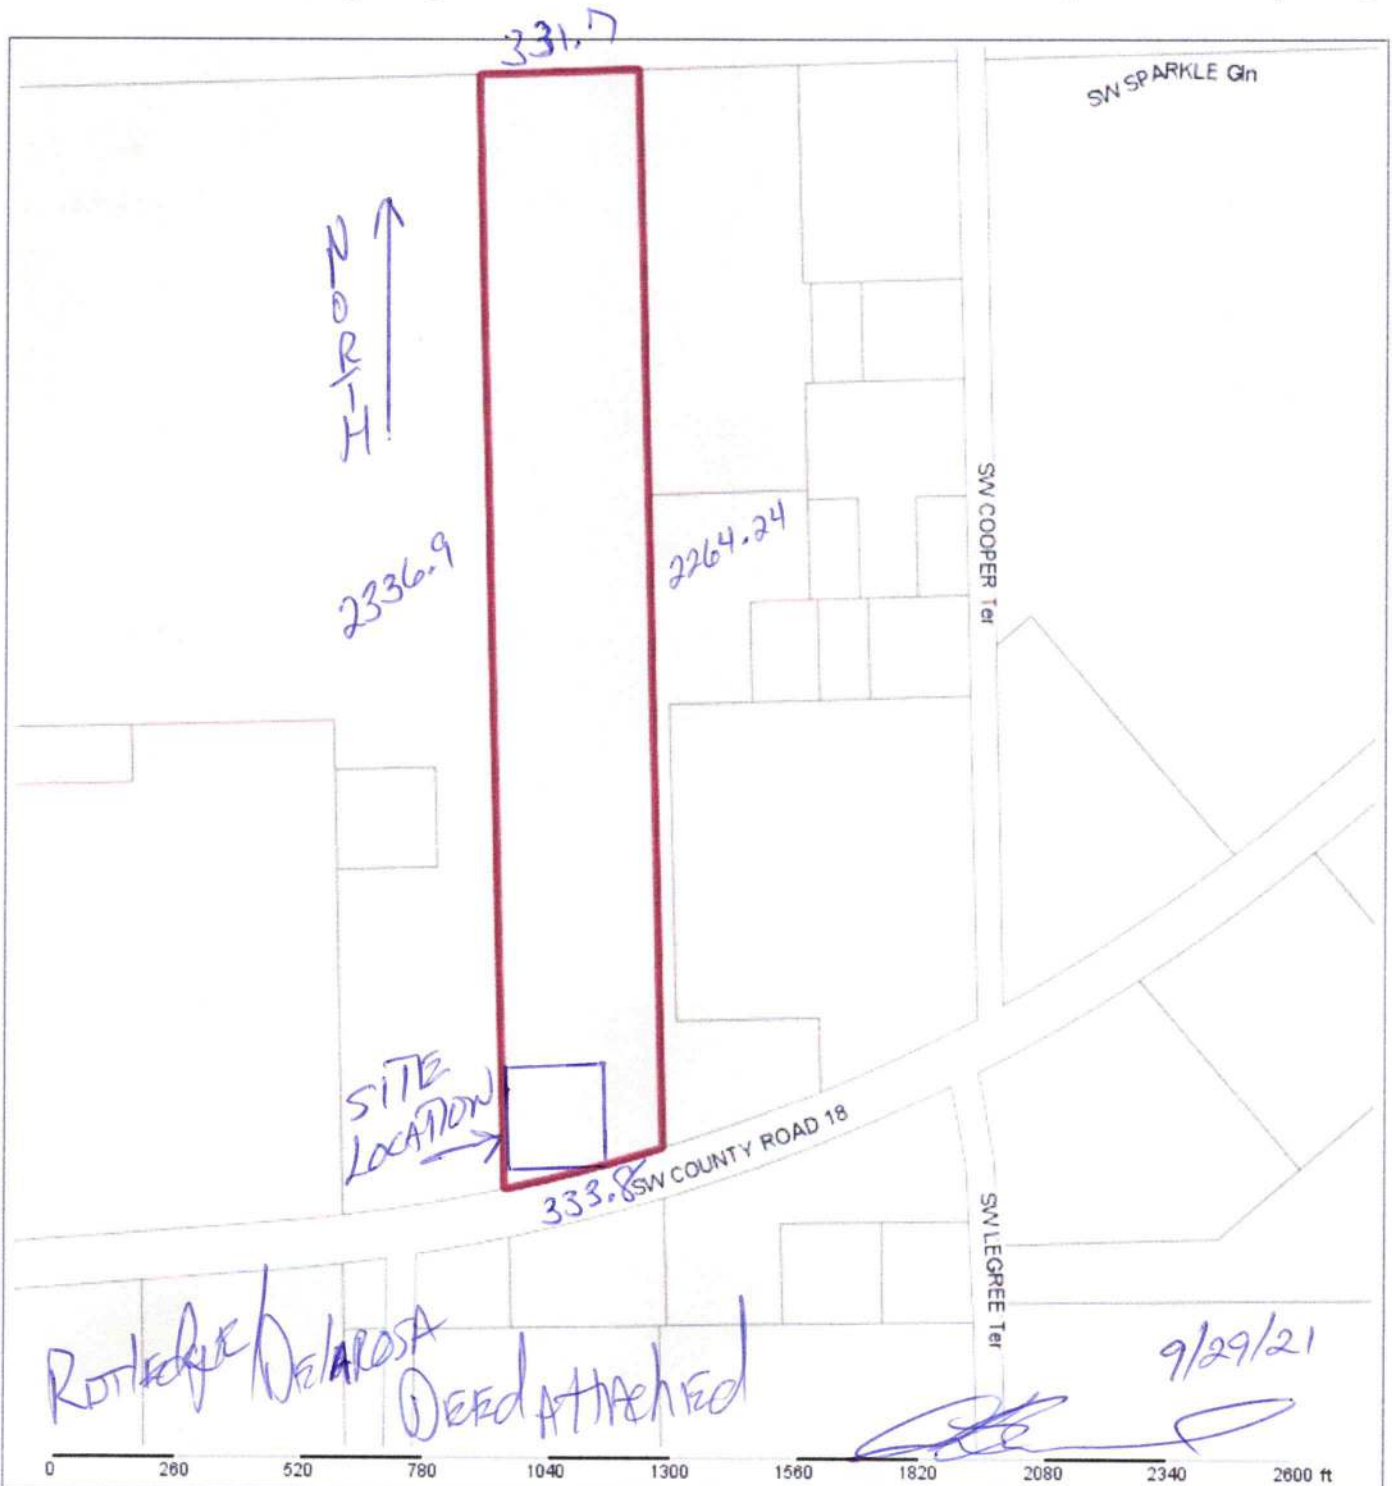 331.7
SW SPARKLE Gln
NORTH
SW COOPER Ter
2336.9
2264.24
SITE
LOCATION
SW COUNTY ROAD 18
333.8
SW LEGREE Ter
Rutledge/DelAROSA
DEEd AttAchEd
9/29/21
0 260 520 780 1040 1300 1560 1820 2080 2340 2600 ft